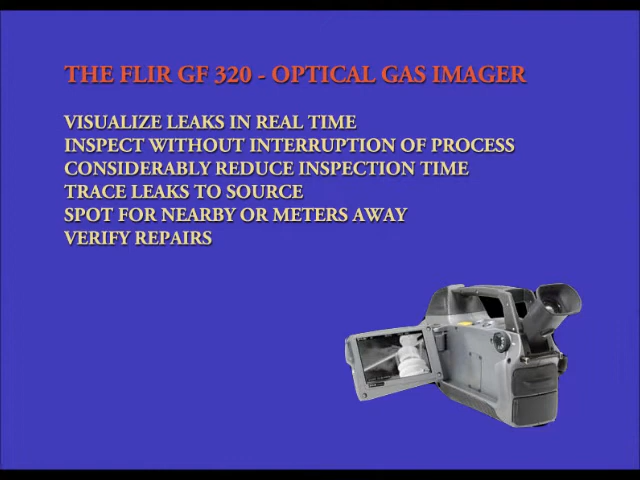 THE FLIR GF 320 - OPTICAL GAS IMAGER
VISUALIZE LEAKS IN REAL TIME
INSPECT WITHOUT INTERRUPTION OF PROCESS
CONSIDERABLY REDUCE INSPECTION TIME
TRACE LEAKS TO SOURCE
SPOT FOR NEARBY OR METERS AWAY
VERIFY REPAIRS